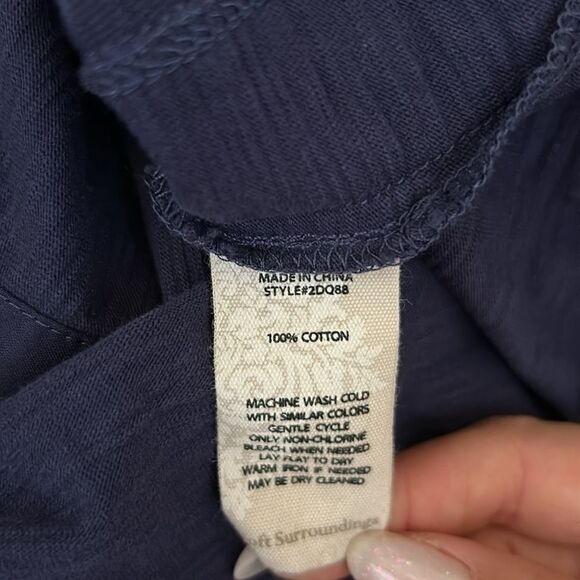 MADE IN CHINA
STYLE#2DQ88
100% COTTON
MACHINE WASH COLD
WITH SIMILAR COLORS
GENTLE CYCLE
ONLY NON-CHLORINE
BLEACH WHEN NEEDED
LAY FLAT TO DRY
WARM IRON IF NEEDED
MAY BE DRY CLEANED
oft Surroundings